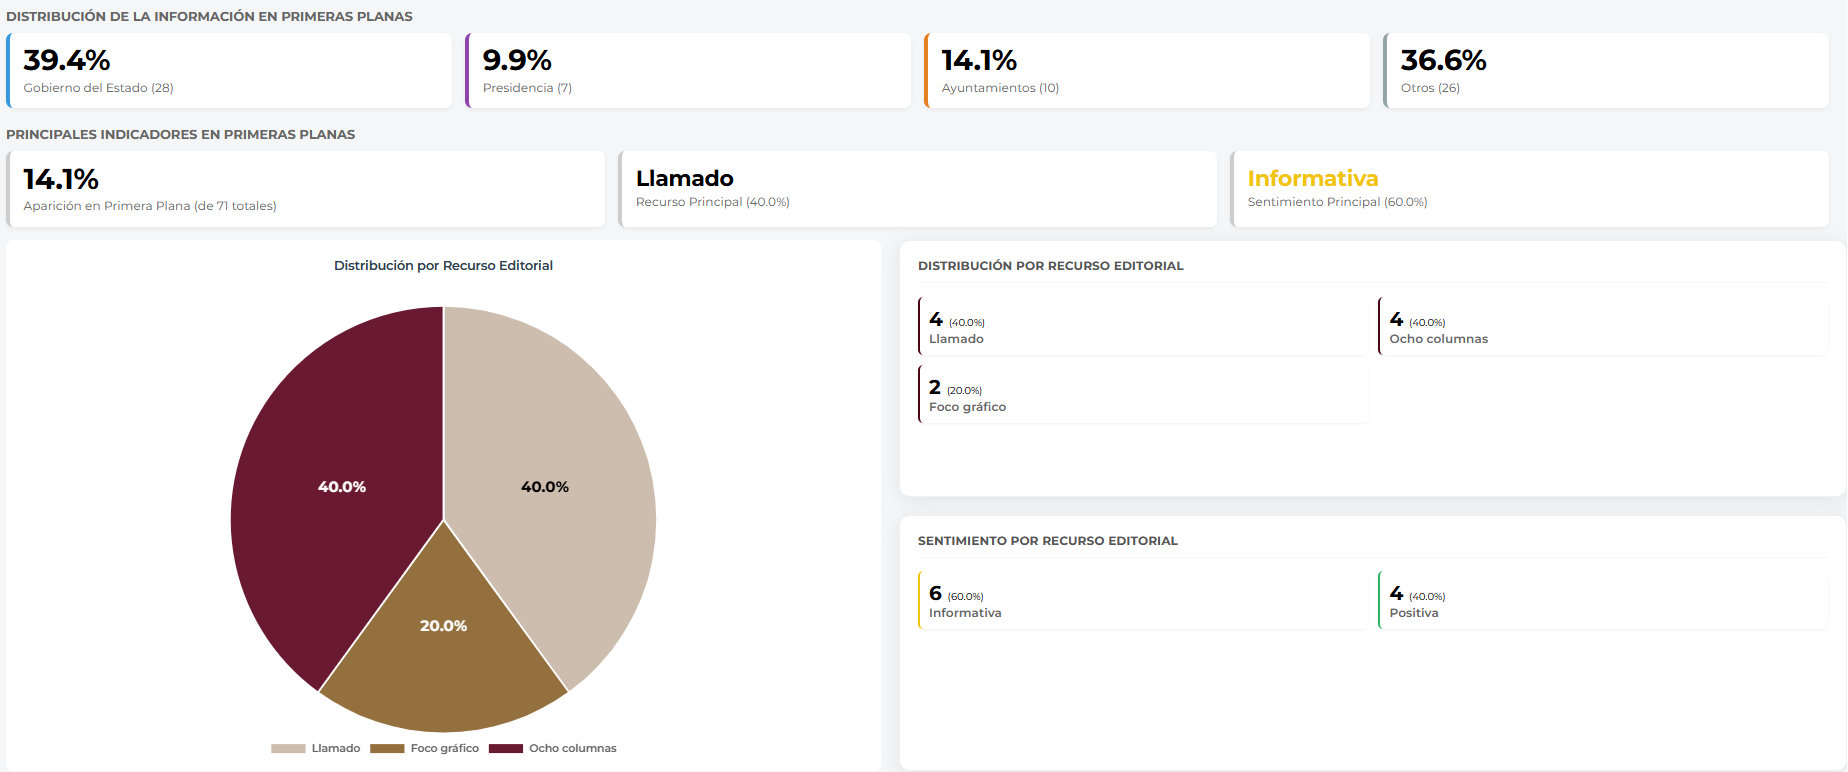 DISTRIBUCIÓN DE LA INFORMACIÓN EN PRIMERAS PLANAS
39.4%
Gobierno del Estado (28)
9.9%
Presidencia (7)
14.1%
Ayuntamientos (10)
36.6%
Otros (26)
PRINCIPALES INDICADORES EN PRIMERAS PLANAS
14.1%
Aparición en Primera Plana (de 71 totales)
Llamado
Recurso Principal (40.0%)
Informativa
Sentimiento Principal (60.0%)
Distribución por Recurso Editorial
40.0%
40.0%
20.0%
Llamado
Foco gráfico
Ocho columnas
DISTRIBUCIÓN POR RECURSO EDITORIAL
4 (40.0%)
Llamado
4 (40.0%)
Ocho columnas
2 (20.0%)
Foco gráfico
SENTIMIENTO POR RECURSO EDITORIAL
6 (60.0%)
Informativa
4 (40.0%)
Positiva